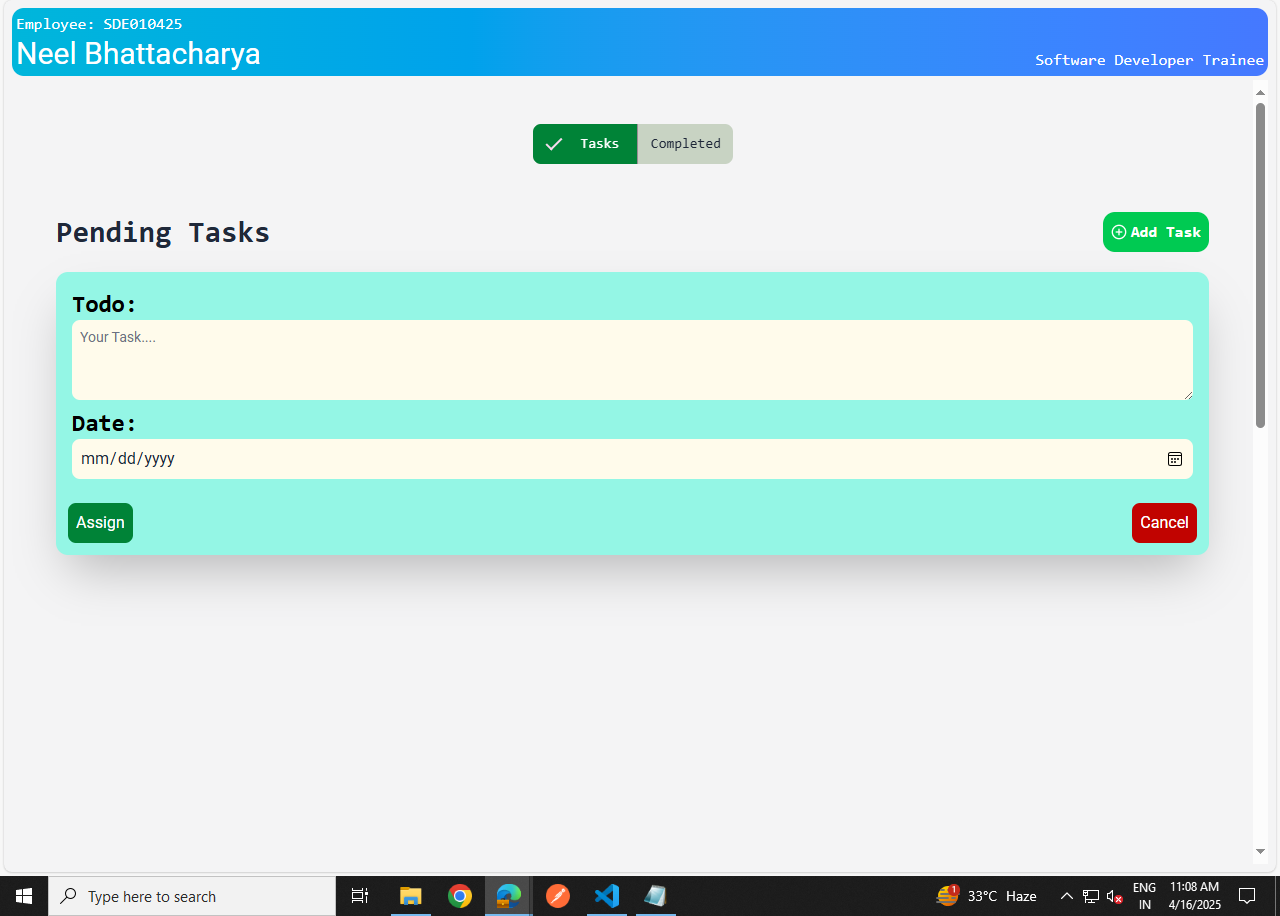 Employee: SDE010425
Neel Bhattacharya
Software Developer Trainee
Tasks Completed
Pending Tasks
Add Task
Todo:
Your Task....
Date:
mm/dd/yyyy
Assign Cancel
Type here to search
1
33°C Haze
ENG
IN
11:08 AM
4/16/2025